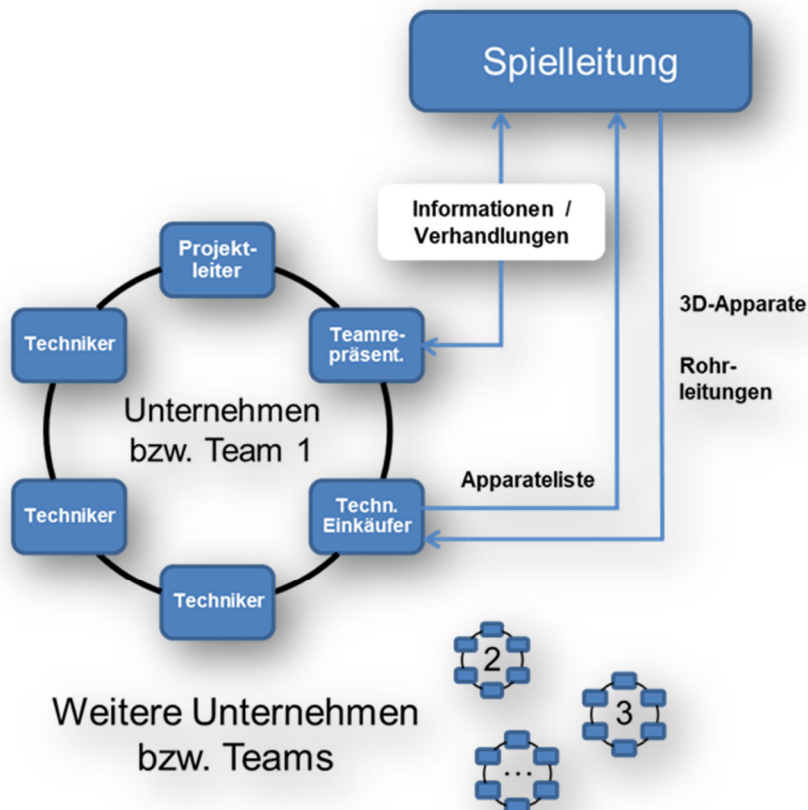 Spielleitung
Informationen /
Verhandlungen
Projekt-
leiter
Techniker
Teamre-
präsent.
3D-Apparate
Rohr-
leitungen
Unternehmen
bzw. Team 1
Apparateliste
Techniker
Techn.
Einkäufer
Techniker
2
3
...
Weitere Unternehmen
bzw. Teams